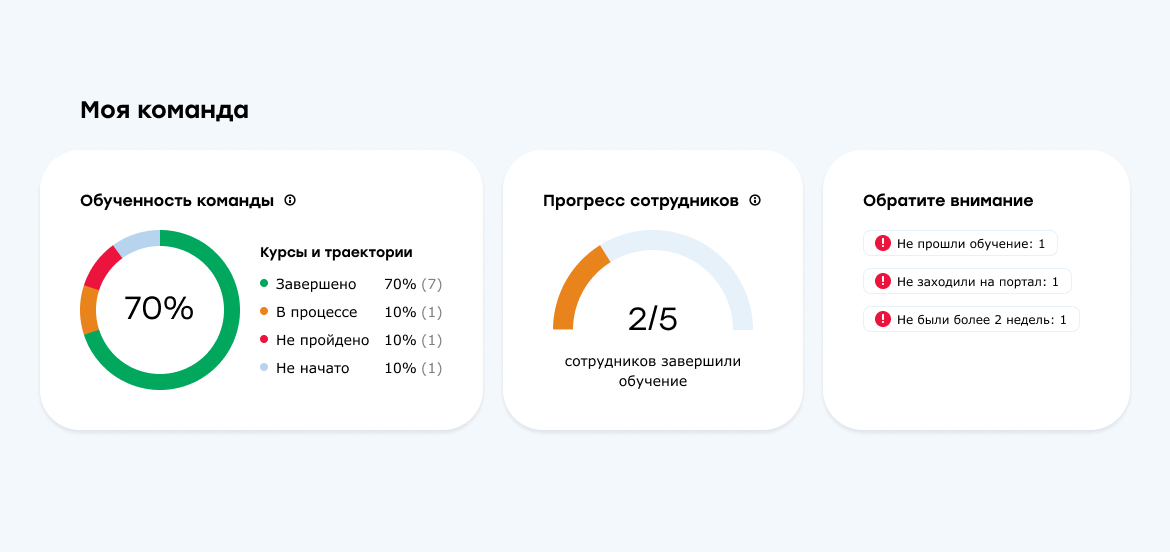 Моя команда
Обученность команды
70%
Курсы и траектории
Завершено 70% (7)
В процессе 10% (1)
Не пройдено 10% (1)
Не начато 10% (1)
Прогресс сотрудников
2/5
сотрудников завершили
обучение
Обратите внимание
Не прошли обучение: 1
Не заходили на портал: 1
Не были более 2 недель: 1